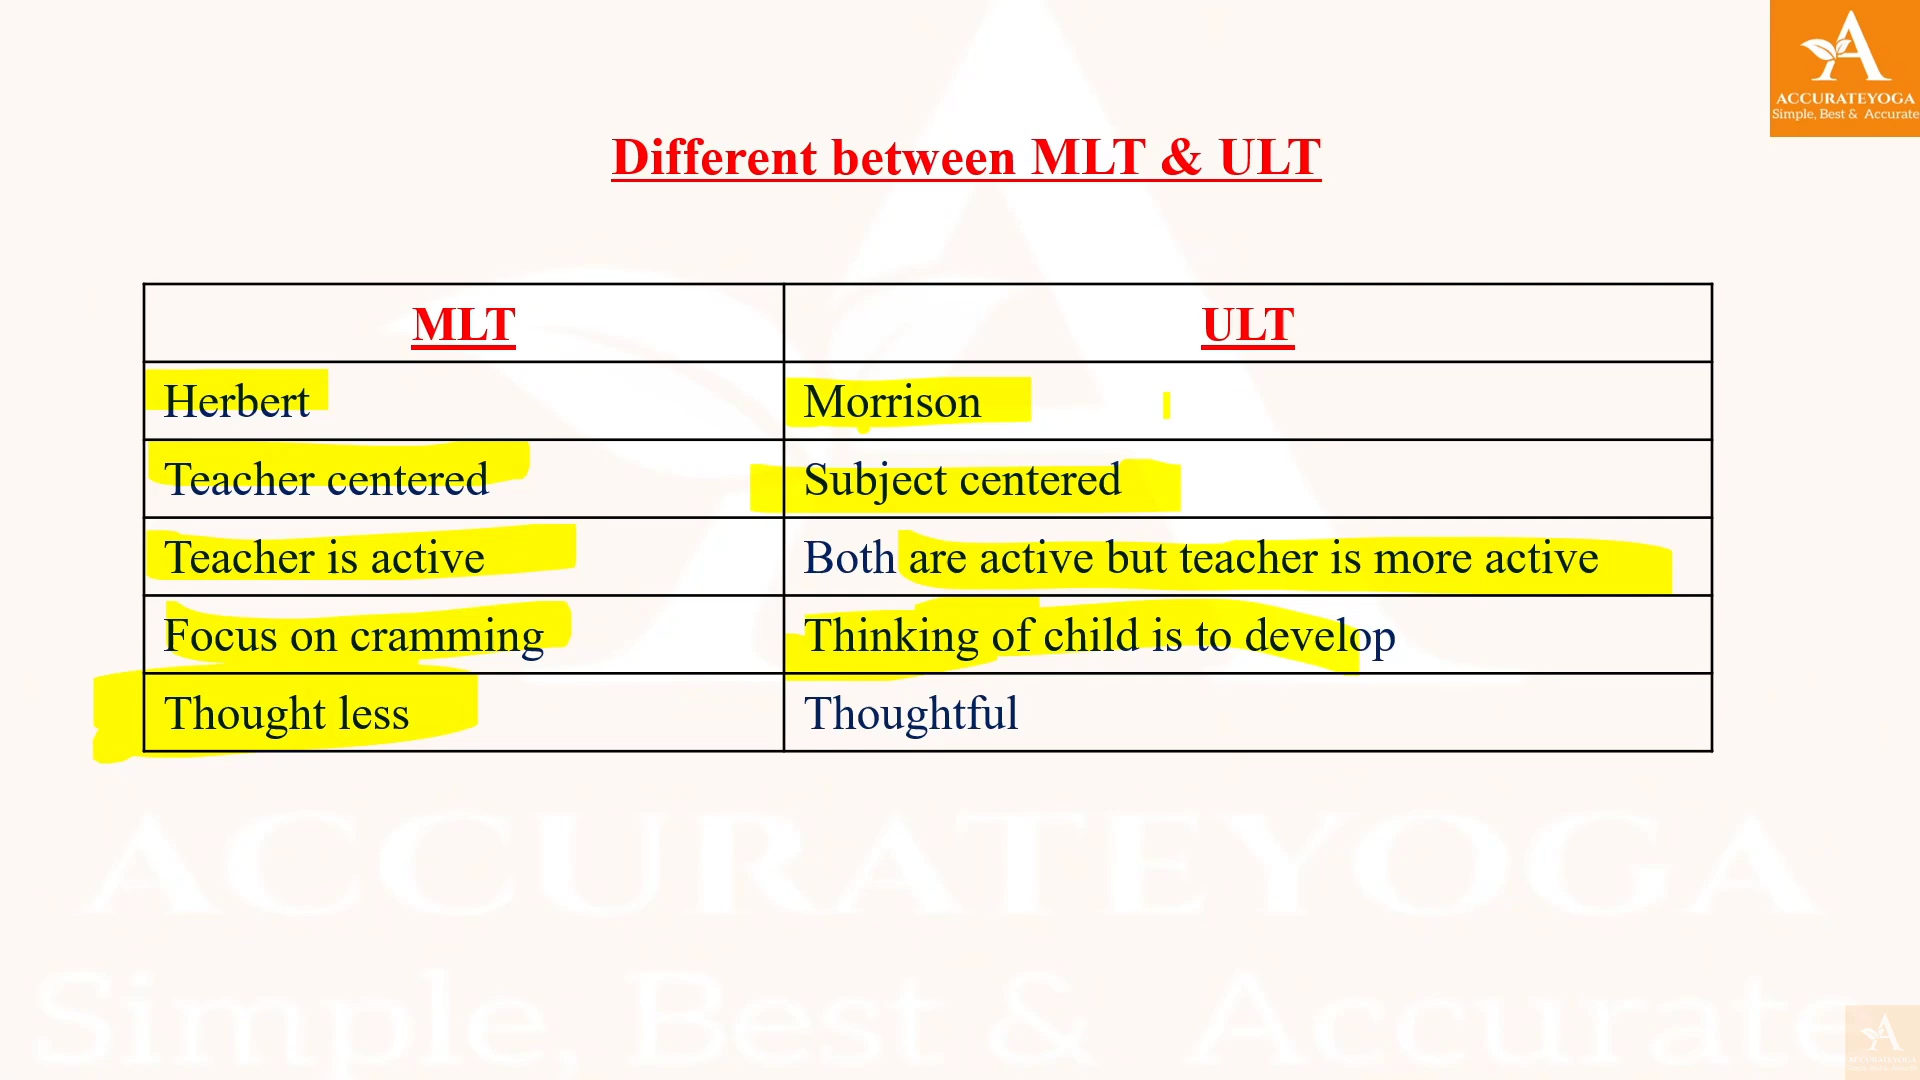 ACCURATEYOGA
Simple, Best & Accurate
Different between MLT & ULT
MLT ULT
Herbert Morrison
Teacher centered Subject centered
Teacher is active Both are active but teacher is more active
Focus on cramming Thinking of child is to develop
Thought less Thoughtful
ACCURATEYOGA
Simple, Best & Accurate
ACCURATEYOGA